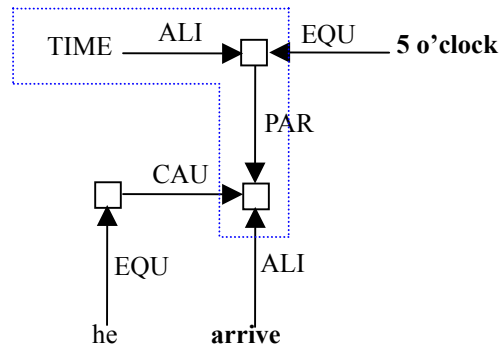 TIME ALI EQU 5 o’clock
PAR
CAU
EQU ALI
he arrive